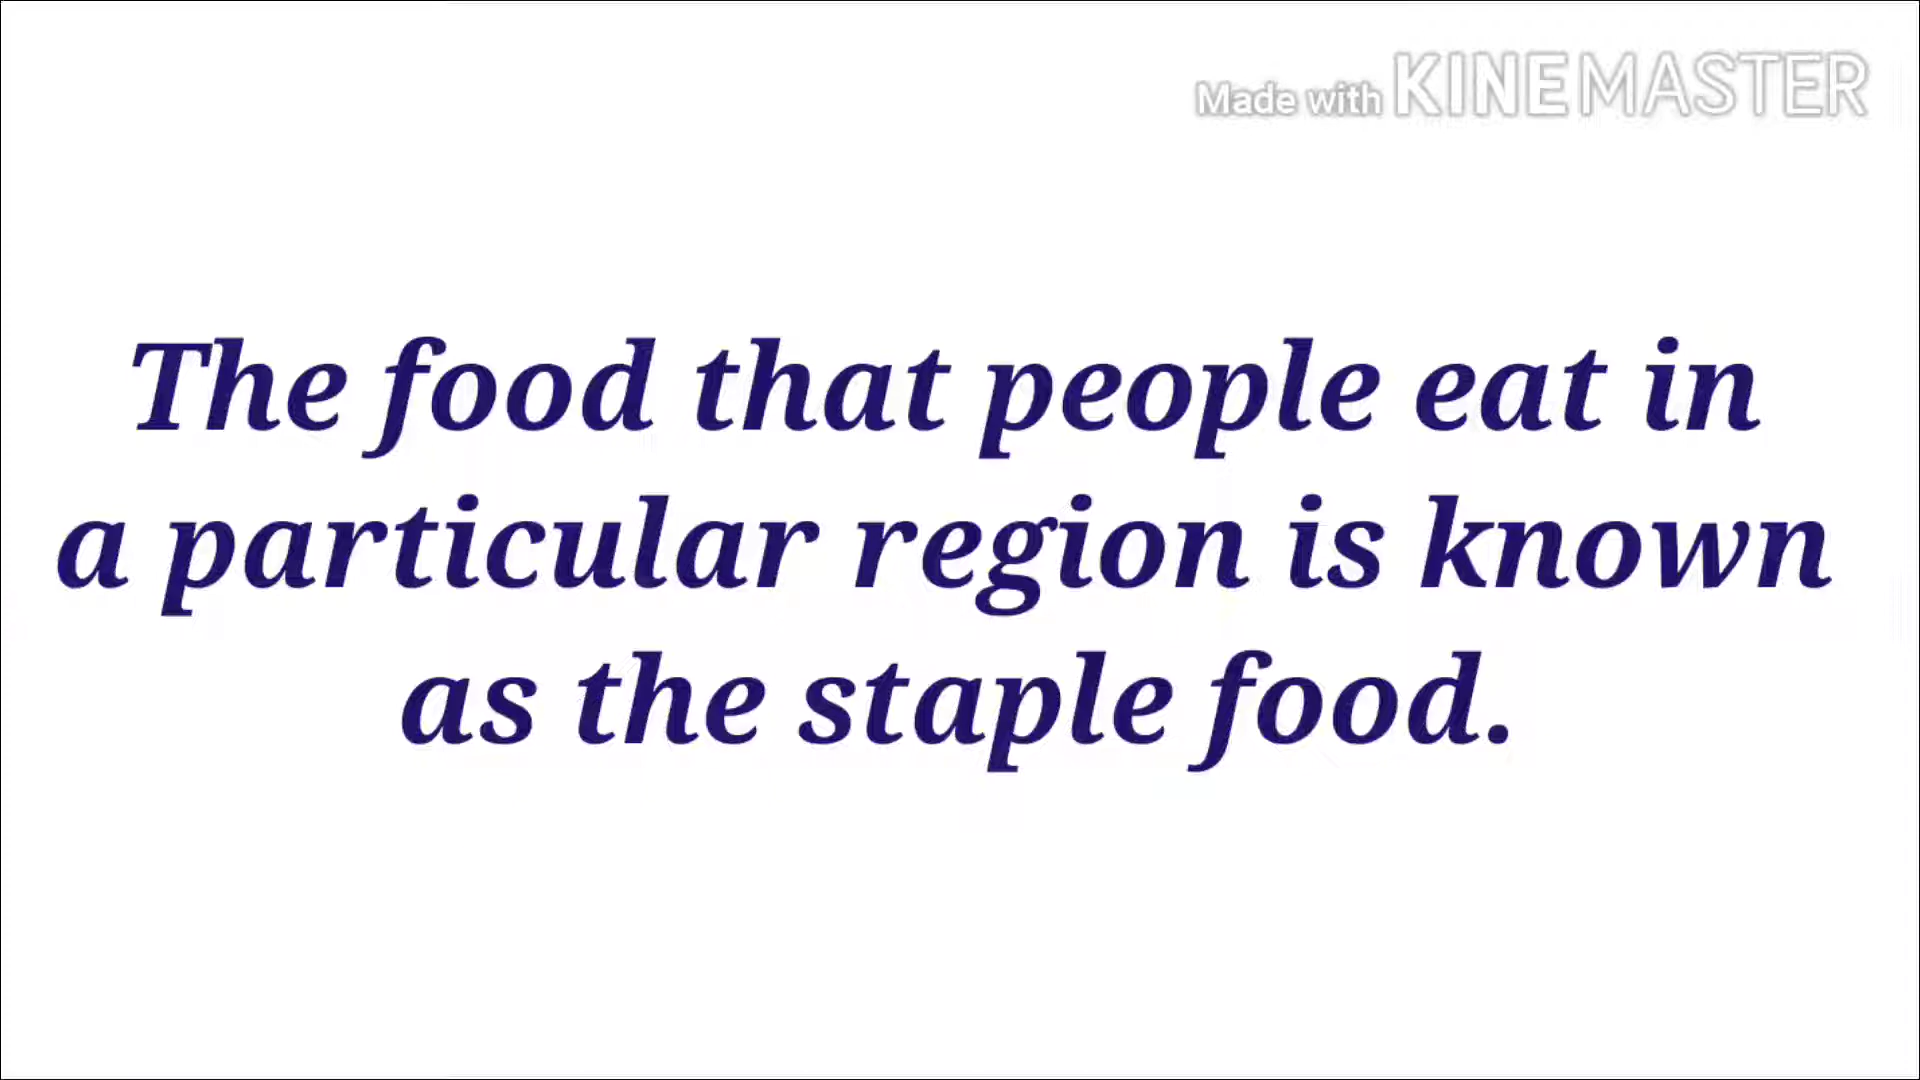 Made with KINEMASTER
The food that people eat in
a particular region is known
as the staple food.